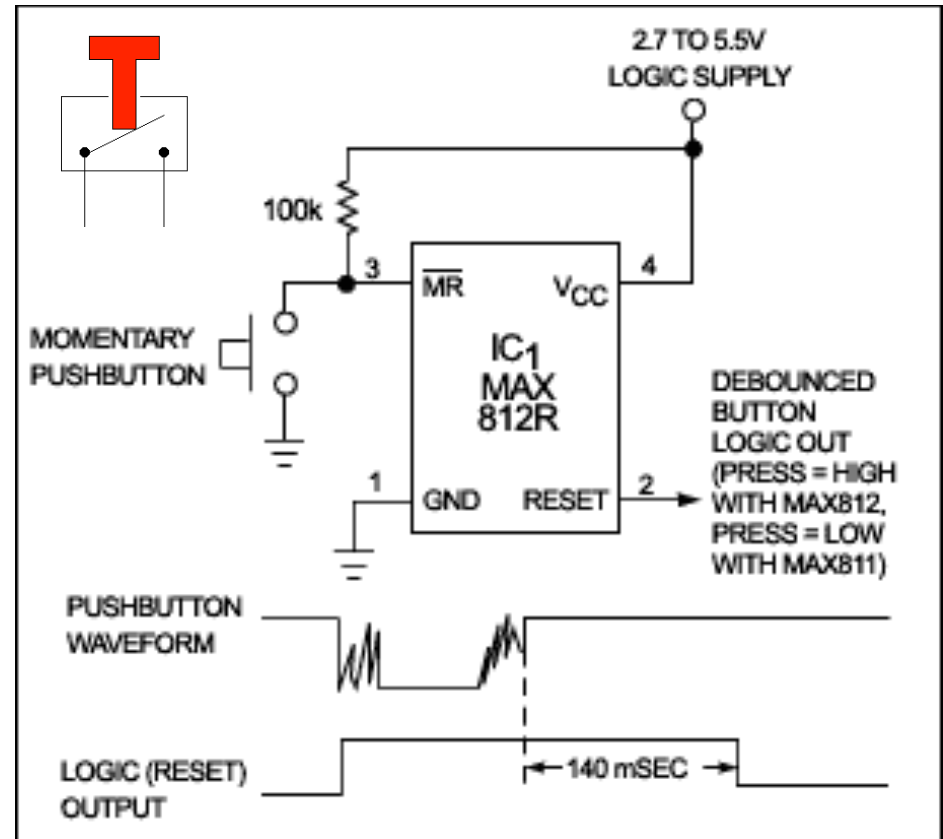 2.7 TO 5.5V
LOGIC SUPPLY
100k
3
4
MR
VCC
MOMENTARY
PUSHBUTTON
IC1
MAX
812R
1
2
GND
RESET
DEBOUNCED
BUTTON
LOGIC OUT
(PRESS = HIGH
WITH MAX812,
PRESS = LOW
WITH MAX811)
PUSHBUTTON
WAVEFORM
140 mSEC
LOGIC (RESET)
OUTPUT